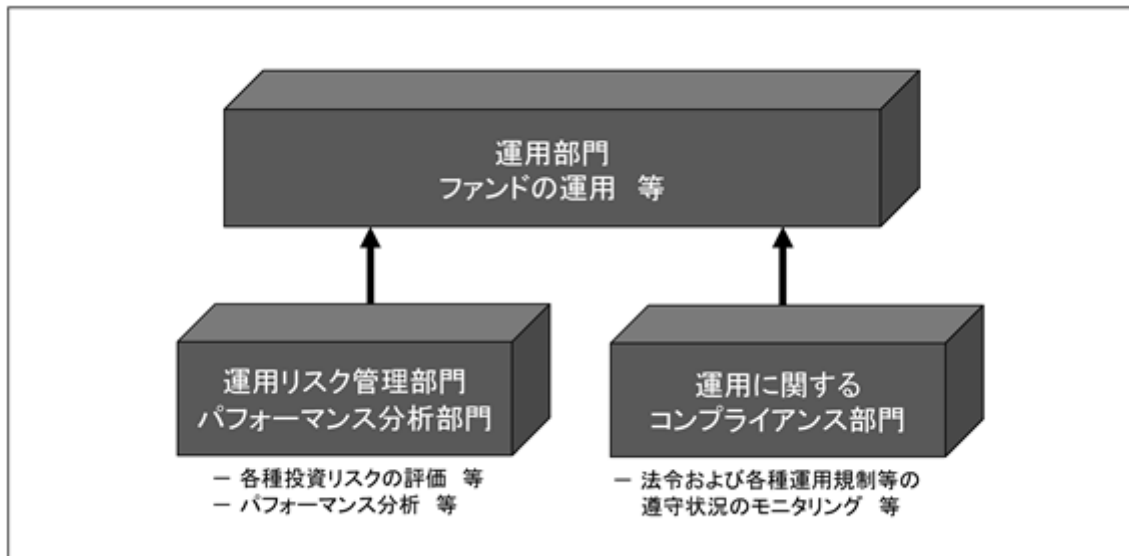 運用部門
ファンドの運用　等
運用リスク管理部門
パフォーマンス分析部門
運用に関する
コンプライアンス部門
－ 各種投資リスクの評価　等
－ パフォーマンス分析　等
－ 法令および各種運用規制等の
遵守状況のモニタリング　等